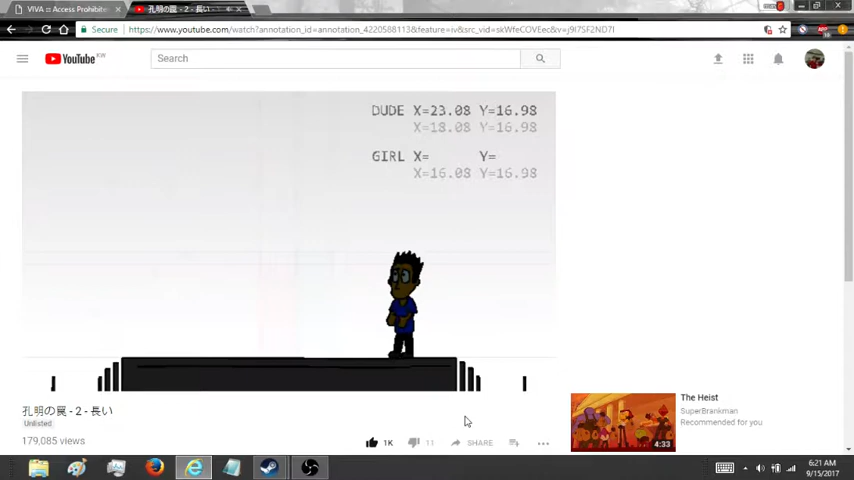 VIVA :: Access Prohibite
孔明の罠 - 2 - 長い
Secure
https://www.youtube.com/watch?annotation_id=annotation_4220588113&feature=iv&src_vid=skWfeCOVEec&v=j9I7SF2ND7I
YouTube KW
Search
DUDE X=23.08 Y=16.98
X=18.08 Y=16.98
GIRL X= Y=
X=16.08 Y=16.98
孔明の罠 - 2 - 長い
Unlisted
179,085 views
1K
11
SHARE
The Heist
SuperBrankman
Recommended for you
4:33
6:21 AM
9/15/2017